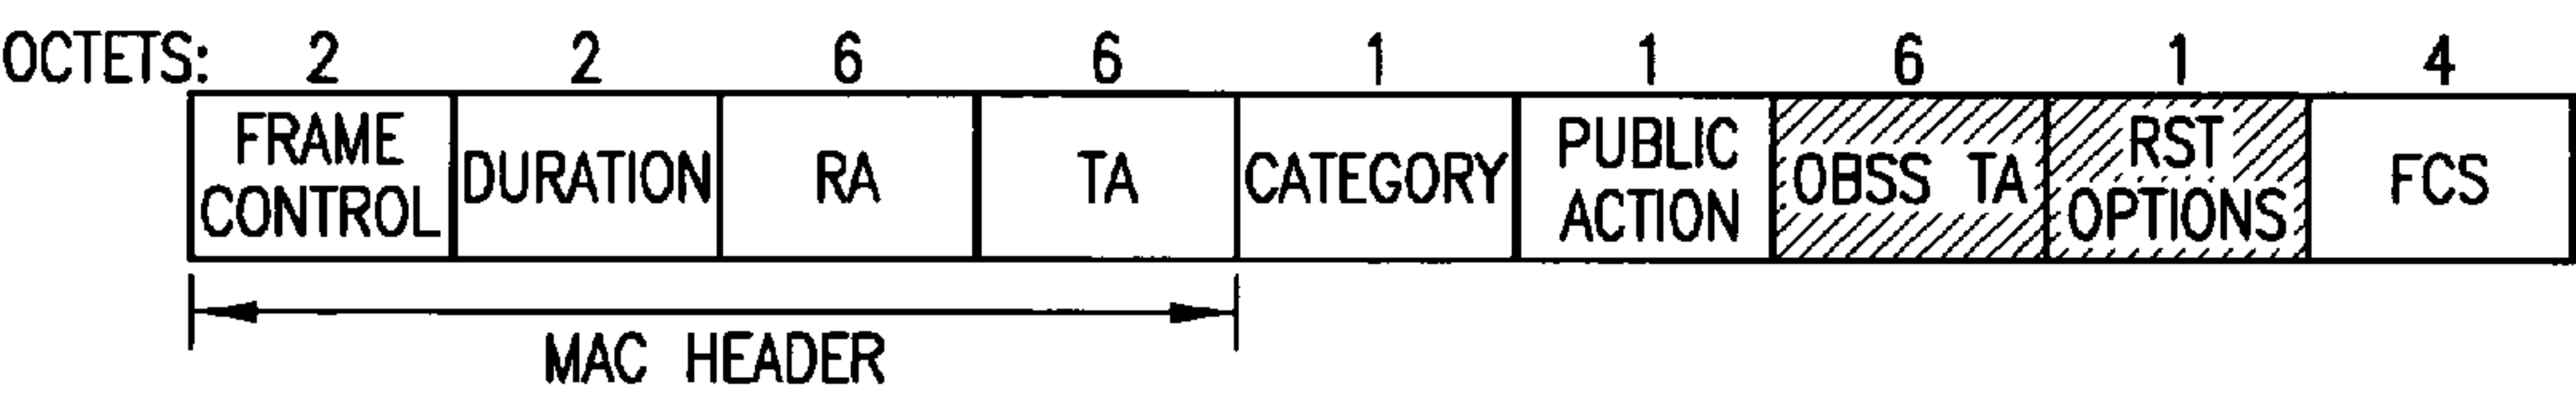 OCTETS: 2 2 6 6 1 1 6 1 4
FRAME CONTROL DURATION RA TA CATEGORY PUBLIC ACTION OBSS TA RST OPTIONS FCS
MAC HEADER